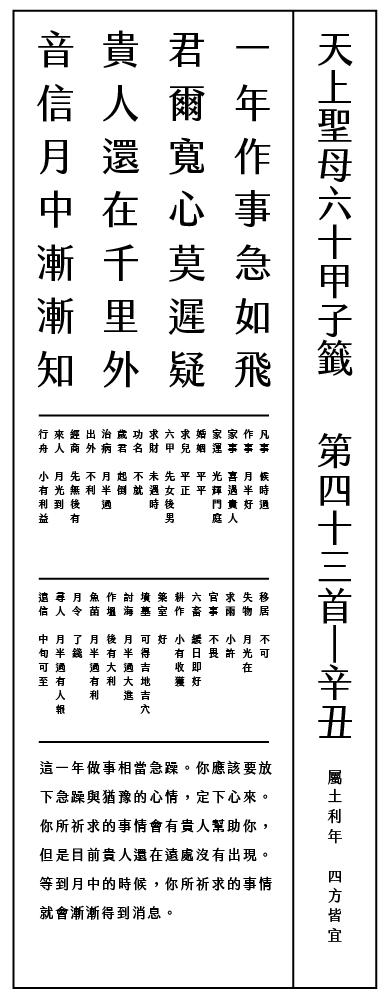 天上聖母六十甲子籤　第四十三首—辛丑　屬土利年　四方皆宜
一年作事急如飛
君爾寬心莫遲疑
貴人還在千里外
音信月中漸漸知
凡事　候時過
作事　月半好
家事　喜過貴人
家運　光輝門庭
婚姻　平平
求兒　平正
六甲　先女後男
求財　未遇時
功名　不就
歲君　起倒
治病　月半過
出外　不利
經商　先無後有
來人　月光到
行舟　小有利益
移居　不可
失物　月光在
求雨　小許
官事　不畏
六畜　緩日即好
耕作　小有收獲
築室　好
墳墓　可得吉地吉穴
討海　月半過大進
作塭　後有大利
魚苗　月半過有利
月令　了錢
尋人　月半過有人報
遠信　中旬可至
這一年做事相當急躁。你應該要放
下急躁與猶豫的心情，定下心來。
你所祈求的事情會有貴人幫助你，
但是目前貴人還在遠處沒有出現。
等到月中的時候，你所祈求的事情
就會漸漸得到消息。